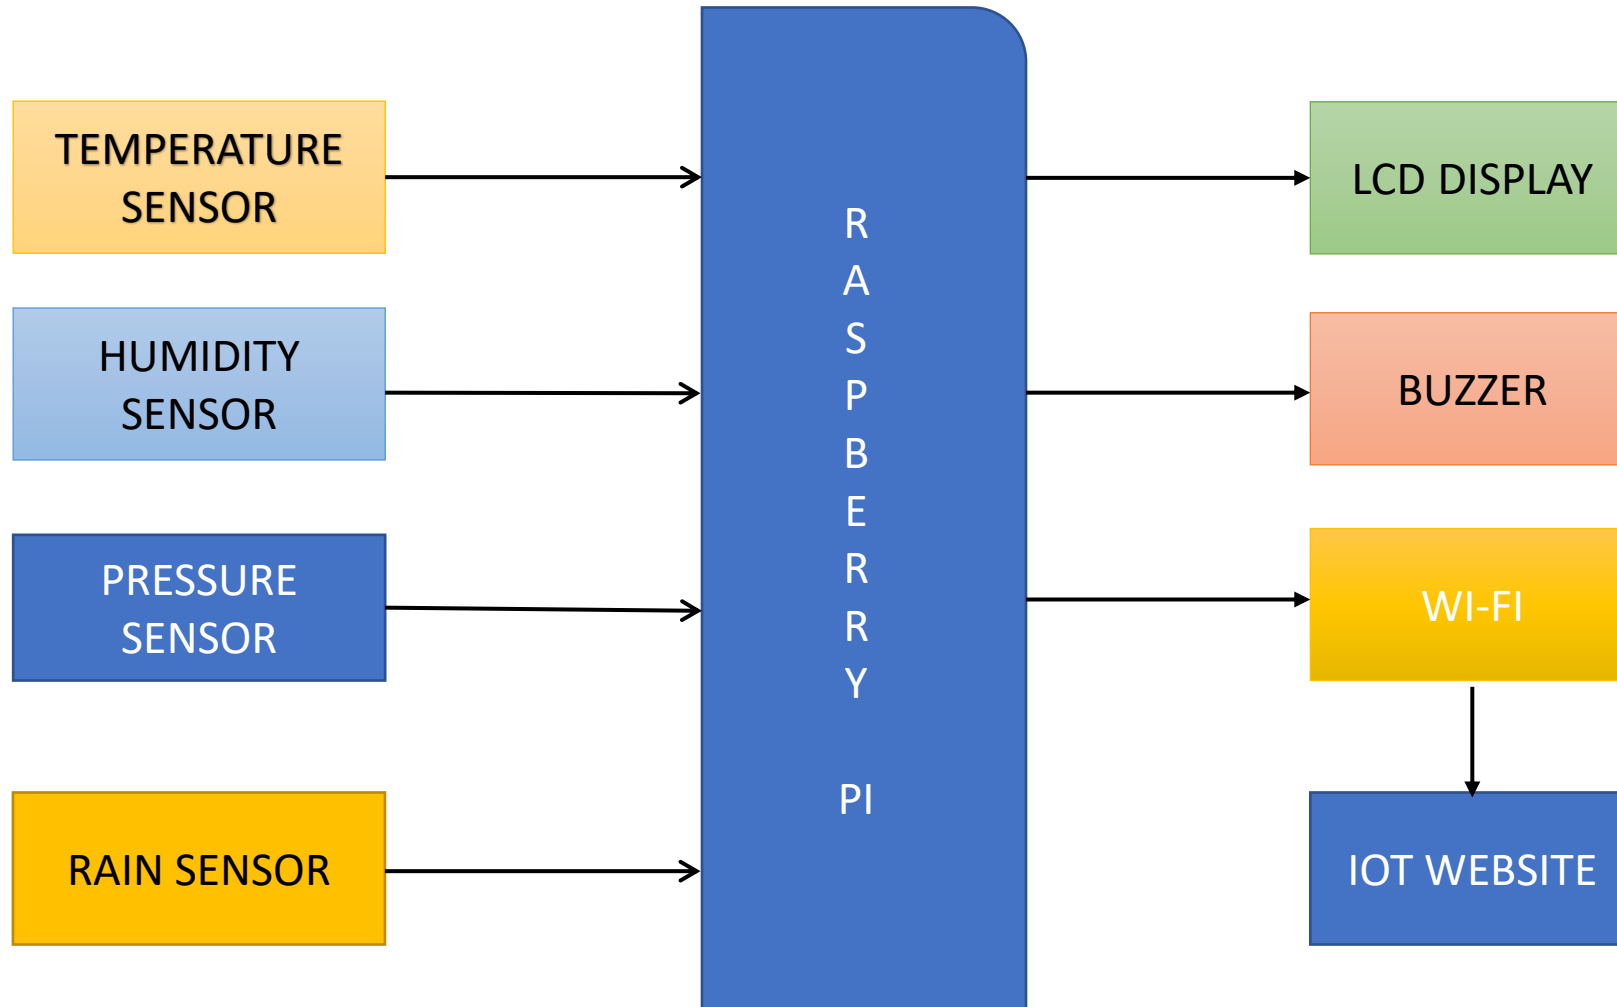 TEMPERATURE
SENSOR
HUMIDITY
SENSOR
PRESSURE
SENSOR
RAIN SENSOR
R
A
S
P
B
E
R
R
Y
PI
LCD DISPLAY
BUZZER
WI-FI
IOT WEBSITE